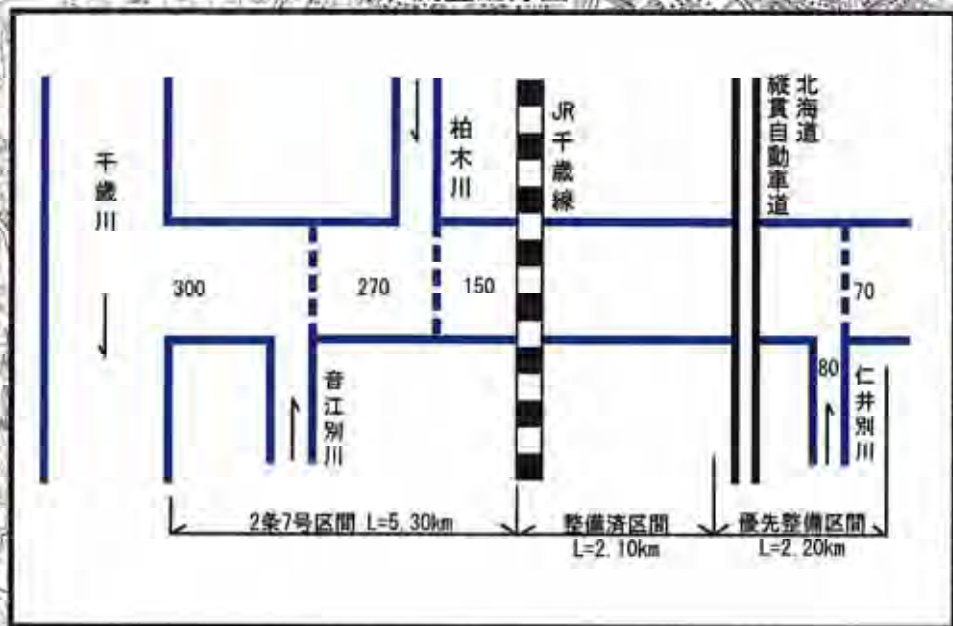 千歳川
柏木川
JR千歳線
北海道
縦貫自動車道
300
270
150
70
80
音江別川
仁井別川
2条7号区間 L=5.30km
整備済区間
L=2.10km
優先整備区間
L=2.20km